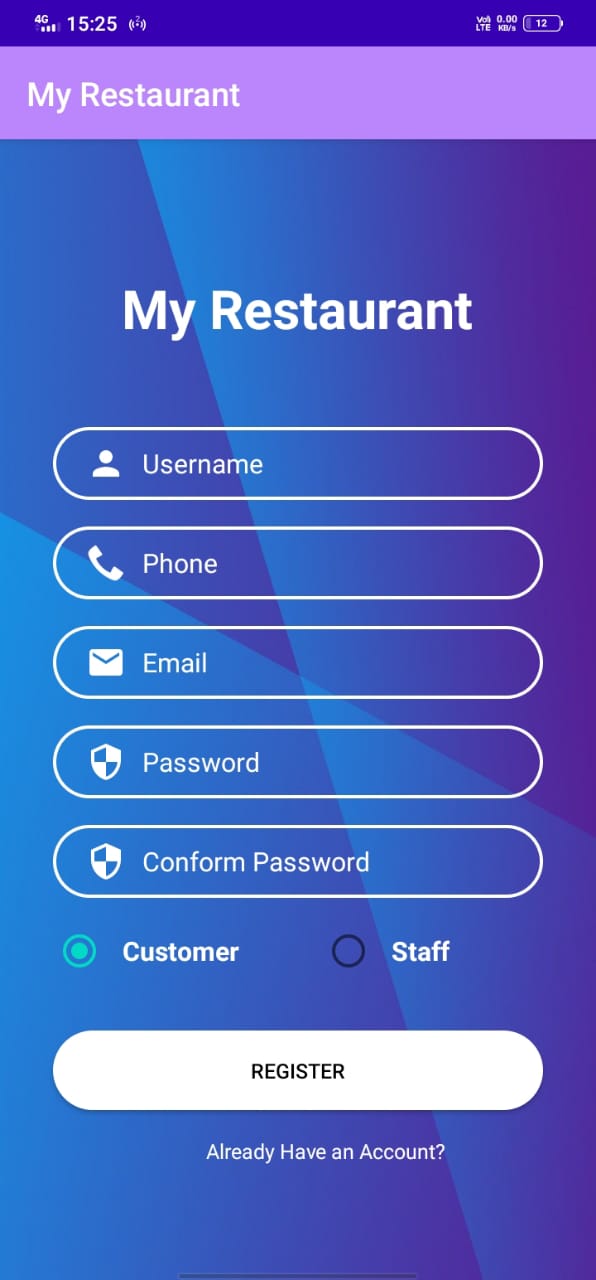 4G 15:25 Vo) LTE 0.00 KB/s 12
My Restaurant
My Restaurant
Username
Phone
Email
Password
Conform Password
Customer Staff
REGISTER
Already Have an Account?